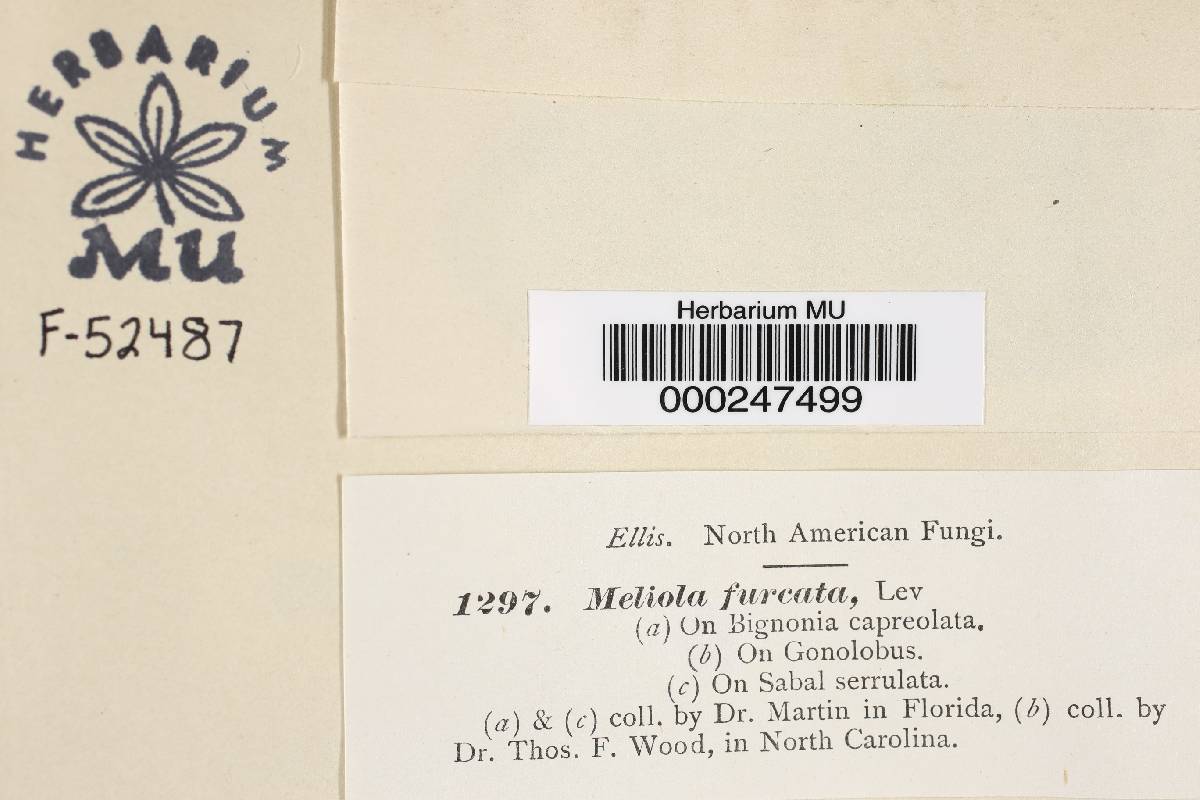 HERBARIUM
MU
F-52487
Herbarium MU
000247499
Ellis. North American Fungi.
1297. Meliola furcata, Lev
(a) On Bignonia capreolata.
(b) On Gonolobus.
(c) On Sabal serrulata.
(a) & (c) coll. by Dr. Martin in Florida, (b) coll. by
Dr. Thos. F. Wood, in North Carolina.